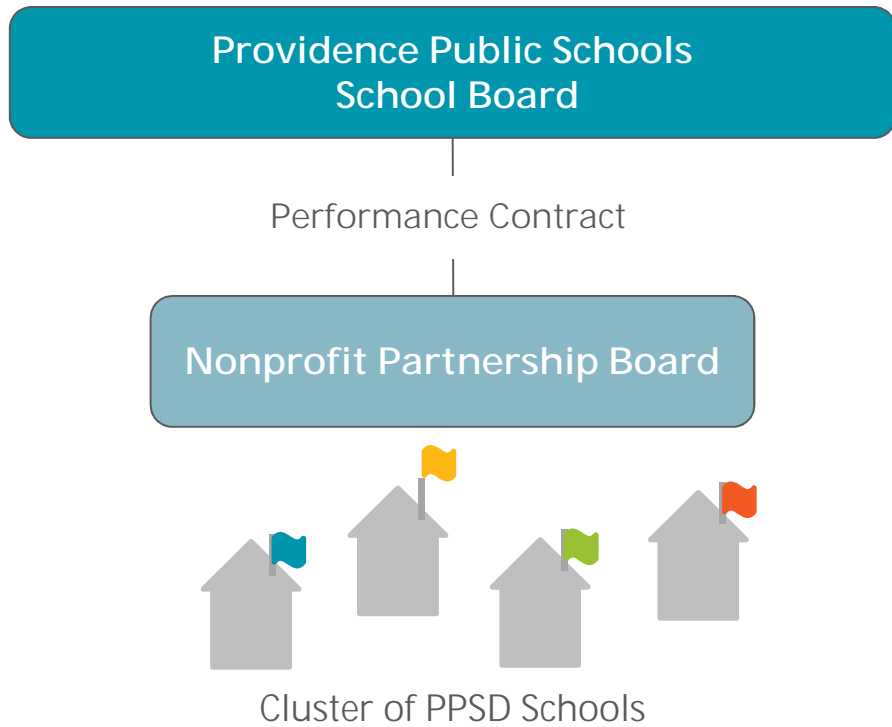 Providence Public Schools
School Board
Performance Contract
Nonprofit Partnership Board
Cluster of PPSD Schools